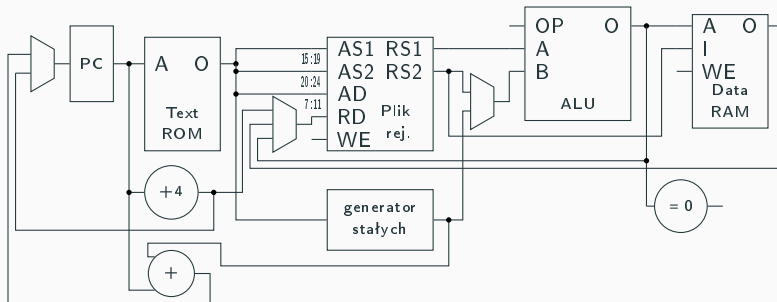 PC
A O
Text
ROM
15:19
20:24
7:11
AS1 RS1
AS2 RS2
AD
RD
WE
Plik
rej.
OP O
A
B
ALU
A O
I
WE
Data
RAM
+4
generator
stałych
= 0
+